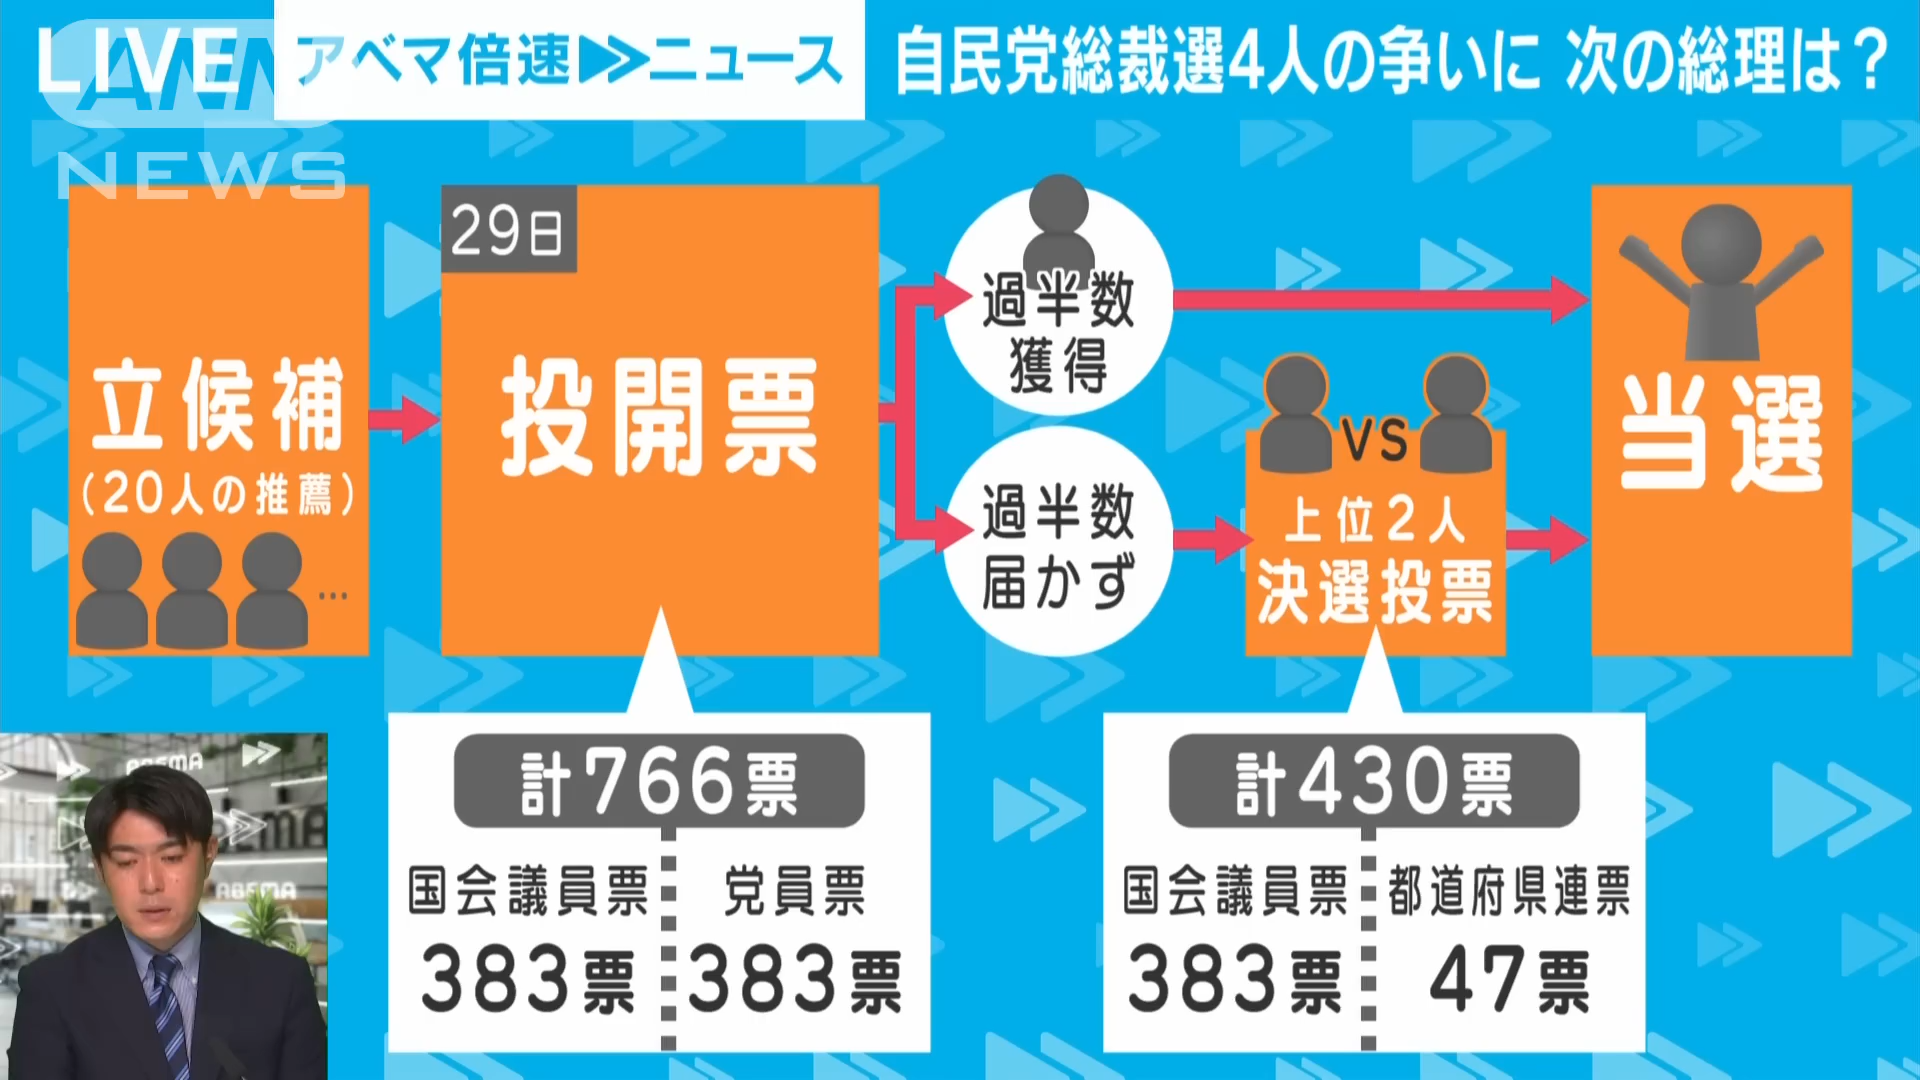 LIVE
ANN
NEWS
アベマ倍速ニュース
自民党総裁選4人の争いに 次の総理は？
立候補
（20人の推薦）
…
29日
投開票
過半数
獲得
過半数
届かず
VS
上位2人
決選投票
当選
計766票
国会議員票
383票
党員票
383票
計430票
国会議員票
383票
都道府県連票
47票
ABEMA
ABEMA